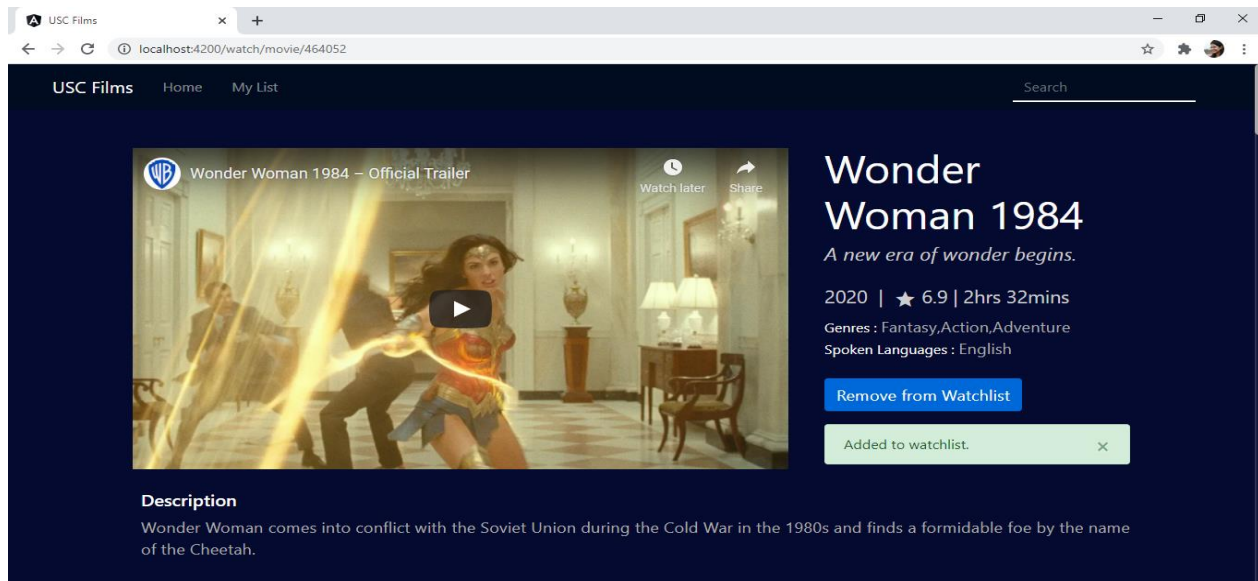 USC Films
localhost:4200/watch/movie/464052
USC Films Home My List Search
WB Wonder Woman 1984 – Official Trailer
Watch later Share
Wonder
Woman 1984
A new era of wonder begins.
2020 | ★ 6.9 | 2hrs 32mins
Genres : Fantasy,Action,Adventure
Spoken Languages : English
Remove from Watchlist
Added to watchlist. ×
Description
Wonder Woman comes into conflict with the Soviet Union during the Cold War in the 1980s and finds a formidable foe by the name
of the Cheetah.